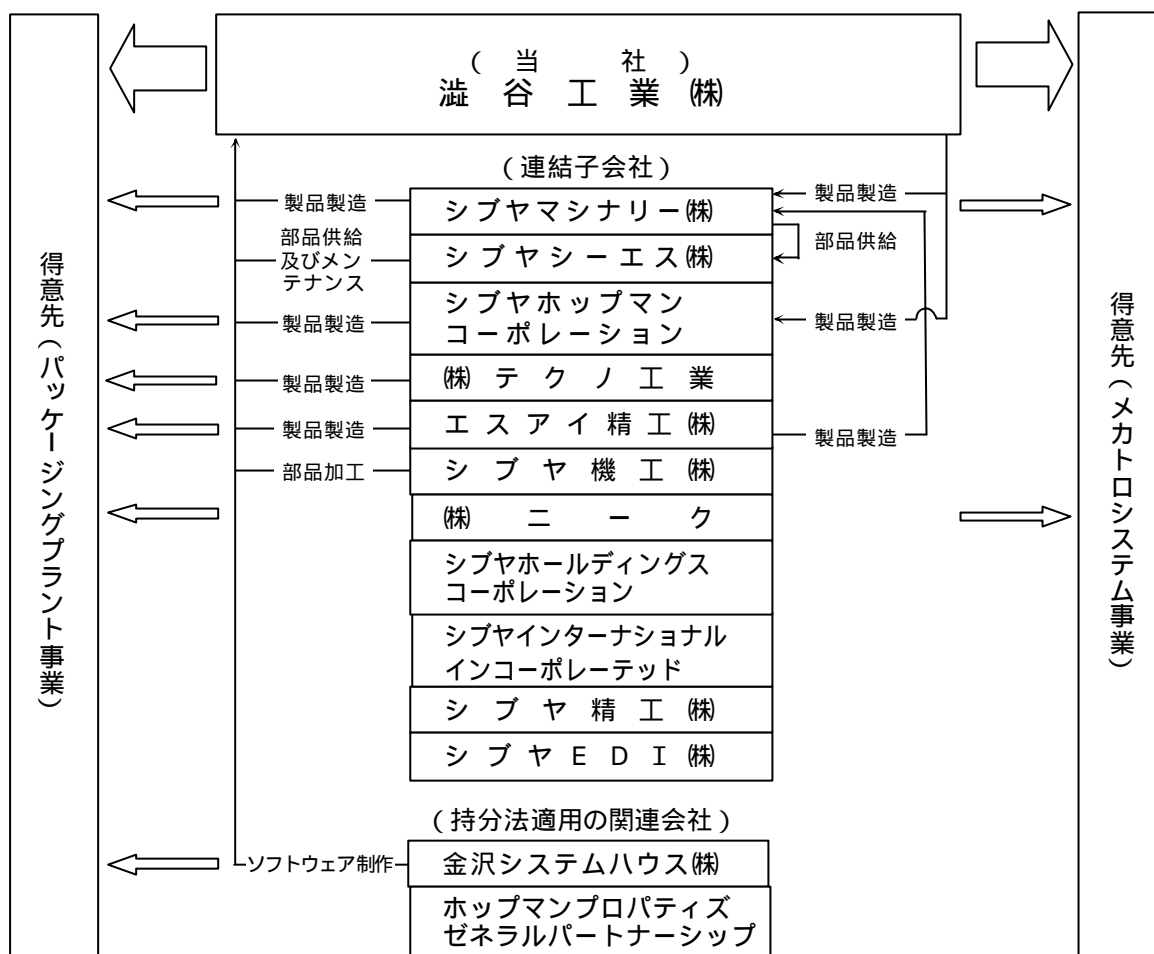 (当社)
澁谷工業㈱
(連結子会社)
製品製造
シブヤマシナリー㈱
製品製造
部品供給
及びメン
テナンス
シブヤシーエス㈱
部品供給
製品製造
シブヤホップマン
コーポレーション
製品製造
製品製造
㈱テクノ工業
製品製造
エスアイ精工㈱
製品製造
部品加工
シブヤ機工㈱
㈱ニーク
シブヤホールディングス
コーポレーション
シブヤインターナショナル
インコーポレーテッド
シブヤ精工㈱
シブヤEDI㈱
(持分法適用の関連会社)
ソフトウェア制作
金沢システムハウス㈱
ホップマンプロパティズ
ゼネラルパートナーシップ
得意先(パッケージングプラント事業)
得意先(メカトロシステム事業)